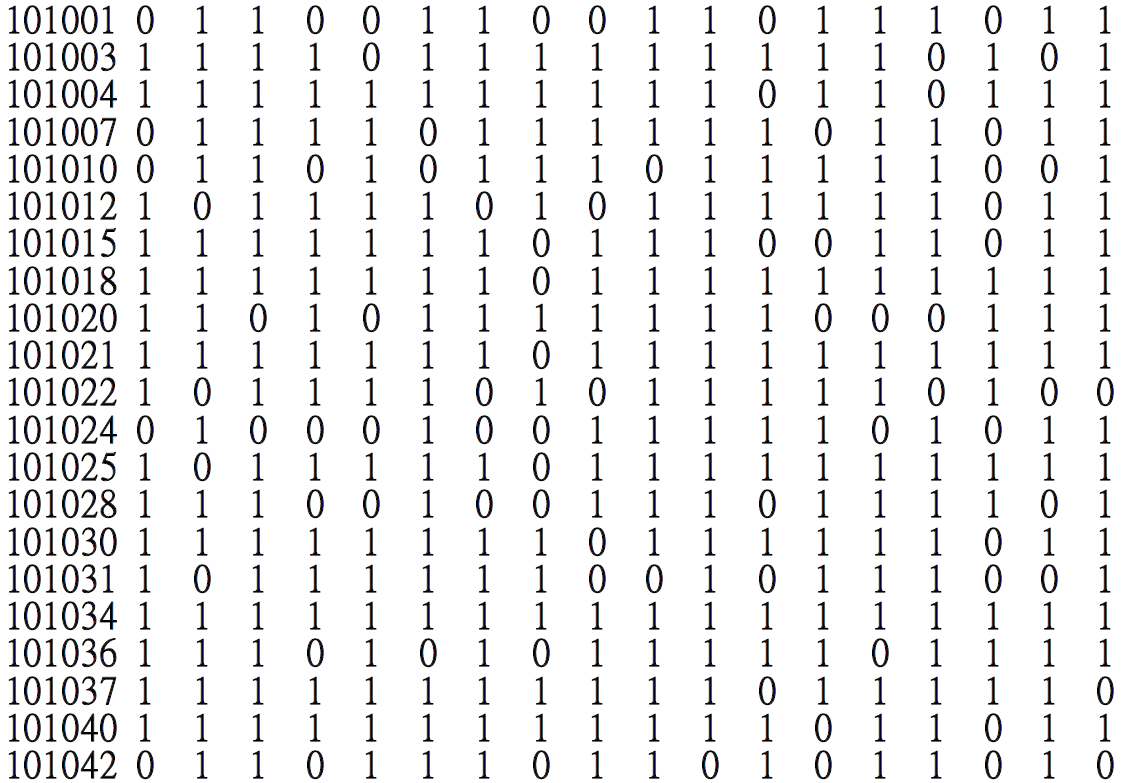 101001 0 1 1 0 0 1 1 0 0 1 1 0 1 1 1 0 1 1
101003 1 1 1 1 0 1 1 1 1 1 1 1 1 1 0 1 0 1
101004 1 1 1 1 1 1 1 1 1 1 1 0 1 1 0 1 1 1
101007 0 1 1 1 1 0 1 1 1 1 1 1 0 1 1 0 1 1
101010 0 1 1 0 1 0 1 1 1 0 1 1 1 1 1 0 0 1
101012 1 0 1 1 1 1 0 1 0 1 1 1 1 1 1 0 1 1
101015 1 1 1 1 1 1 1 0 1 1 1 0 0 1 1 0 1 1
101018 1 1 1 1 1 1 1 0 1 1 1 1 1 1 1 1 1 1
101020 1 1 0 1 0 1 1 1 1 1 1 1 0 0 0 1 1 1
101021 1 1 1 1 1 1 1 0 1 1 1 1 1 1 1 1 1 1
101022 1 0 1 1 1 1 0 1 0 1 1 1 1 1 0 1 0 0
101024 0 1 0 0 0 1 0 0 1 1 1 1 1 0 1 0 1 1
101025 1 0 1 1 1 1 1 0 1 1 1 1 1 1 1 1 1 1
101028 1 1 1 0 0 1 0 0 1 1 1 0 1 1 1 1 0 1
101030 1 1 1 1 1 1 1 1 0 1 1 1 1 1 1 0 1 1
101031 1 0 1 1 1 1 1 1 0 0 1 0 1 1 1 0 0 1
101034 1 1 1 1 1 1 1 1 1 1 1 1 1 1 1 1 1 1
101036 1 1 1 0 1 0 1 0 1 1 1 1 1 0 1 1 1 1
101037 1 1 1 1 1 1 1 1 1 1 1 0 1 1 1 1 1 0
101040 1 1 1 1 1 1 1 1 1 1 1 1 0 1 1 0 1 1
101042 0 1 1 0 1 1 1 0 1 1 0 1 0 1 1 0 1 0